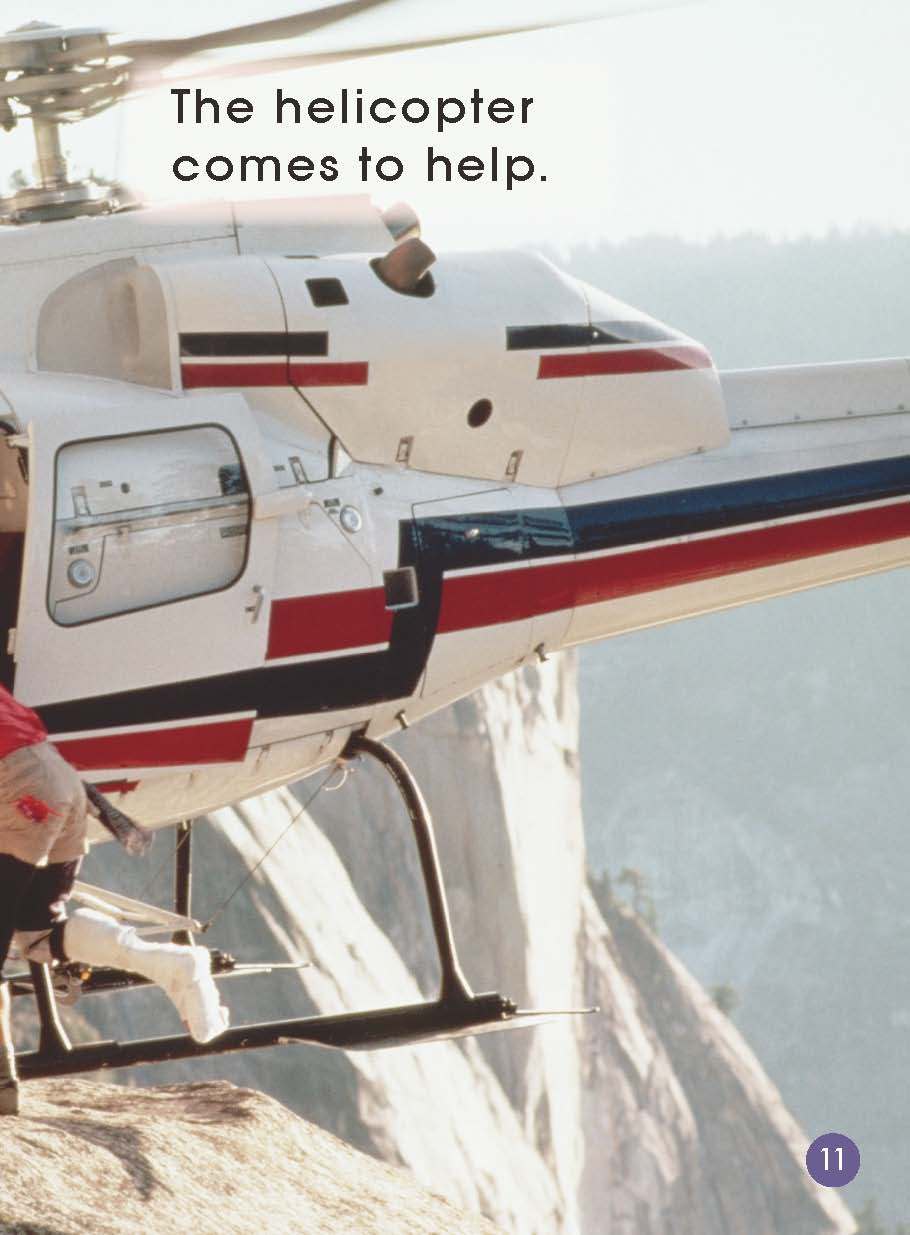 The helicopter
comes to help.
11